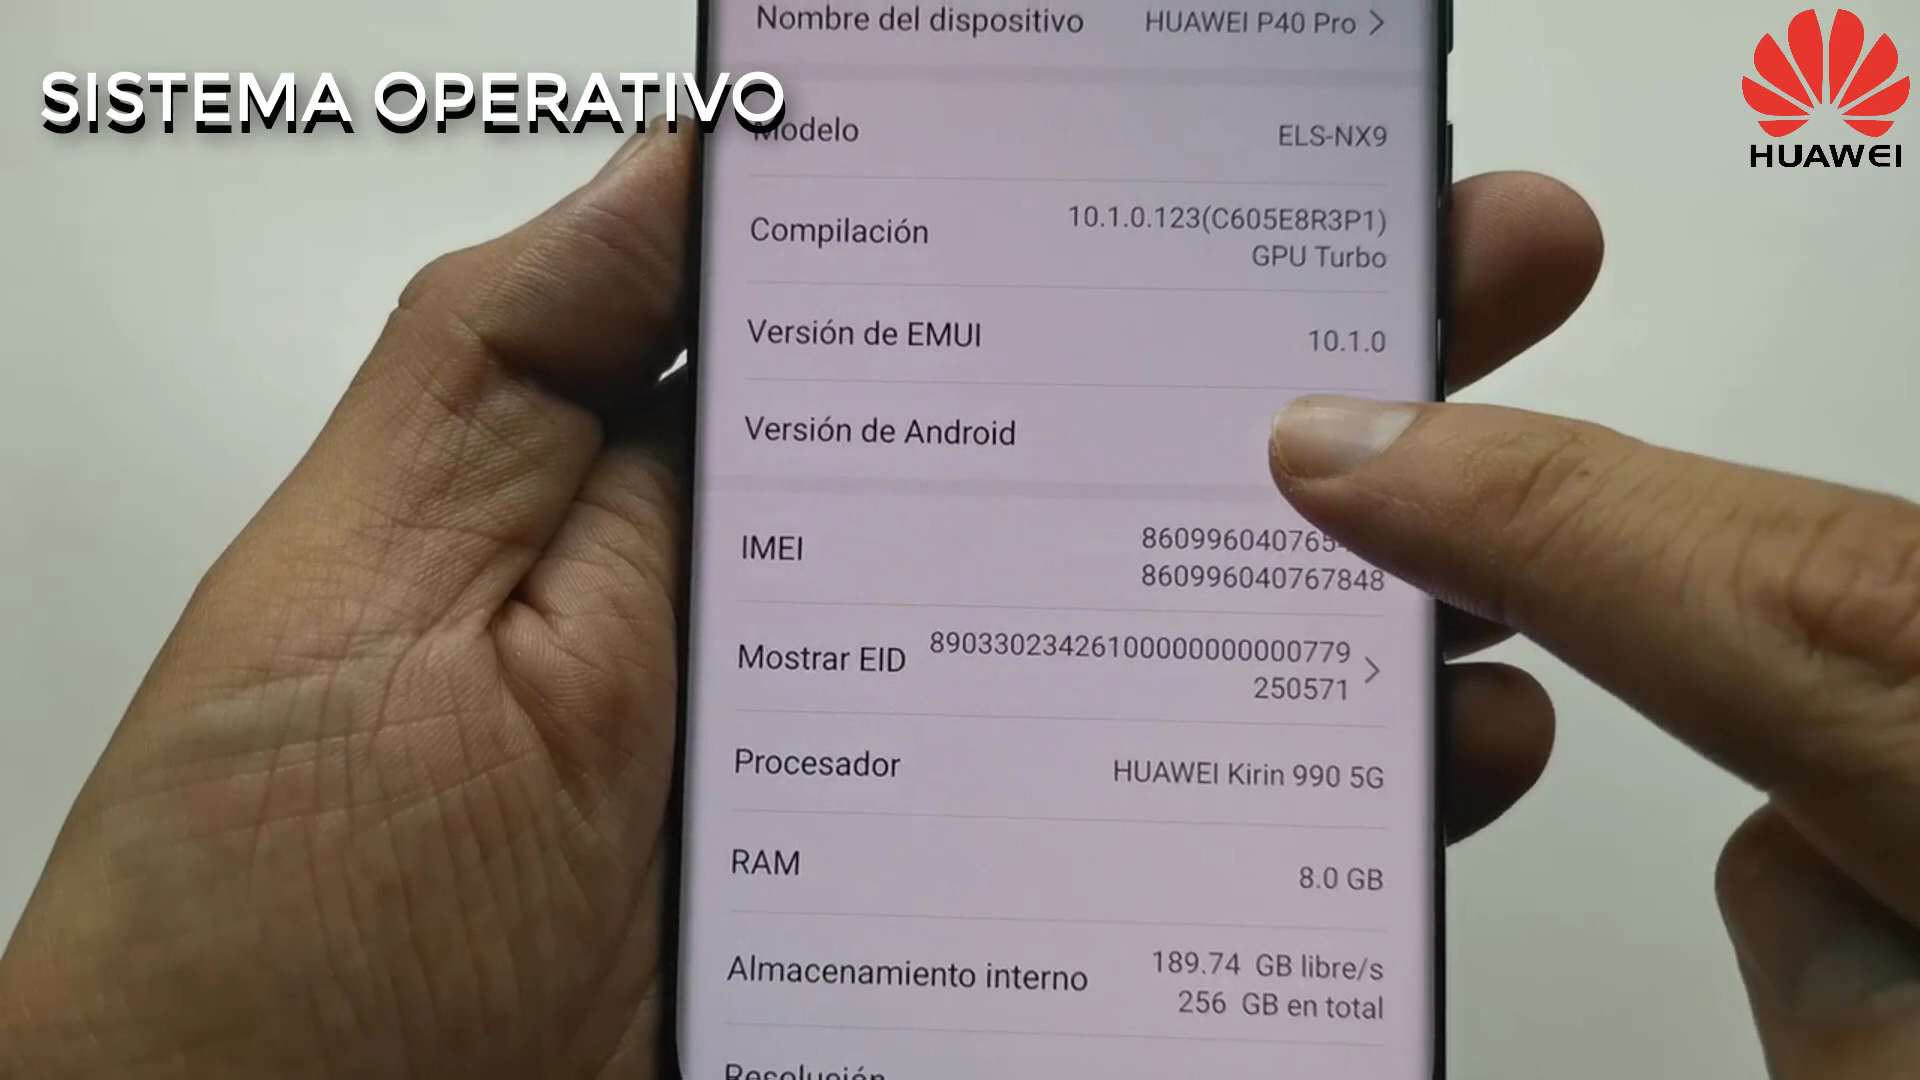 Nombre del dispositivo HUAWEI P40 Pro
SISTEMA OPERATIVO
HUAWEI
Modelo ELS-NX9
Compilación 10.1.0.123(C605E8R3P1)
GPU Turbo
Versión de EMUI 10.1.0
Versión de Android
IMEI 86099604076
860996040767848
Mostrar EID 89033023426100000000000779
250571
Procesador HUAWEI Kirin 990 5G
RAM 8.0 GB
Almacenamiento interno 189.74 GB libre/s
256 GB en total
Resolución